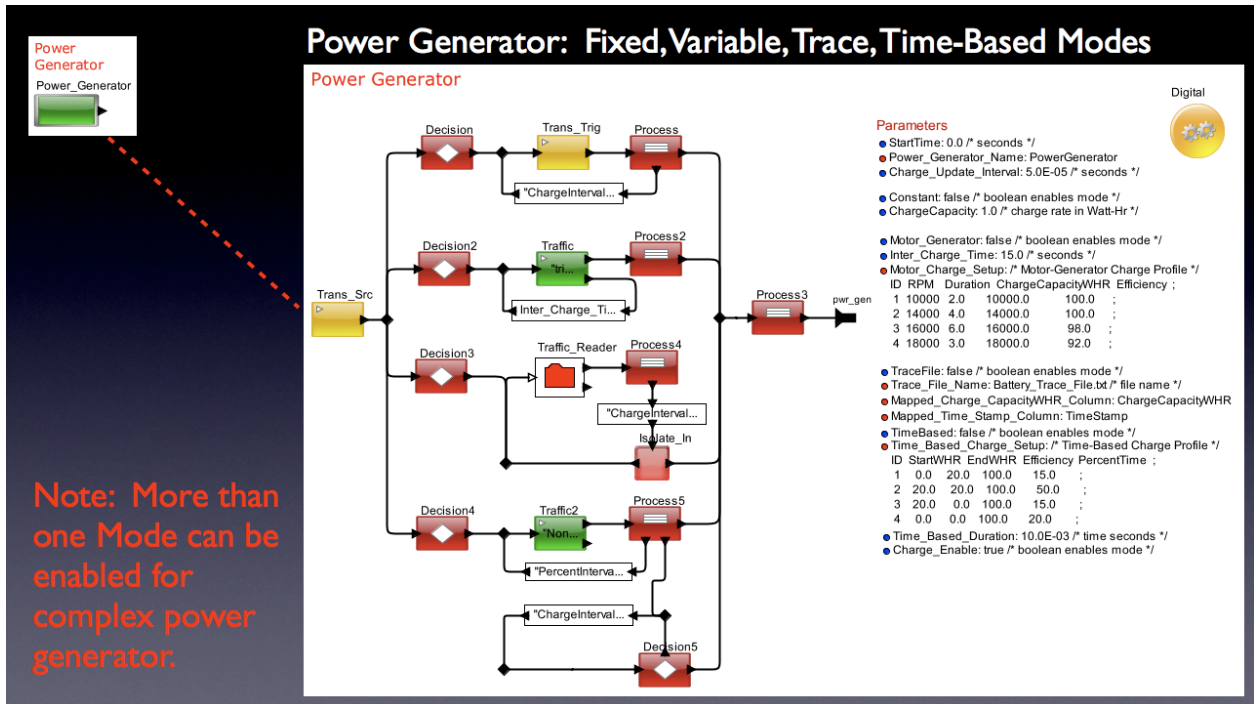 Power Generator: Fixed, Variable, Trace, Time-Based Modes
Power
Generator
Power_Generator
Power Generator
Digital
Decision
Trans_Trig
Process
"ChargeInterval...
Decision2
Traffic
Process2
"tri...
Inter_Charge_Ti...
Trans_Src
Process3
pwr_gen
Decision3
Traffic_Reader
Process4
"ChargeInterval...
Isolate_In
Decision4
Traffic2
Process5
"Non...
"PercentInterva...
"ChargeInterval...
Decision5
Parameters
StartTime: 0.0 /* seconds */
Power_Generator_Name: PowerGenerator
Charge_Update_Interval: 5.0E-05 /* seconds */
Constant: false /* boolean enables mode */
ChargeCapacity: 1.0 /* charge rate in Watt-Hr */
Motor_Generator: false /* boolean enables mode */
Inter_Charge_Time: 15.0 /* seconds */
Motor_Charge_Setup: /* Motor-Generator Charge Profile */
ID RPM Duration ChargeCapacityWHR Efficiency ;
1 10000 2.0 10000.0 100.0 ;
2 14000 4.0 14000.0 100.0 ;
3 16000 6.0 16000.0 98.0 ;
4 18000 3.0 18000.0 92.0 ;
TraceFile: false /* boolean enables mode */
Trace_File_Name: Battery_Trace_File.txt /* file name */
Mapped_Charge_CapacityWHR_Column: ChargeCapacityWHR
Mapped_Time_Stamp_Column: TimeStamp
TimeBased: false /* boolean enables mode */
Time_Based_Charge_Setup: /* Time-Based Charge Profile */
ID StartWHR EndWHR Efficiency PercentTime ;
1 0.0 20.0 100.0 15.0 ;
2 20.0 20.0 100.0 50.0 ;
3 20.0 0.0 100.0 15.0 ;
4 0.0 0.0 100.0 20.0 ;
Time_Based_Duration: 10.0E-03 /* time seconds */
Charge_Enable: true /* boolean enables mode */
Note: More than
one Mode can be
enabled for
complex power
generator.